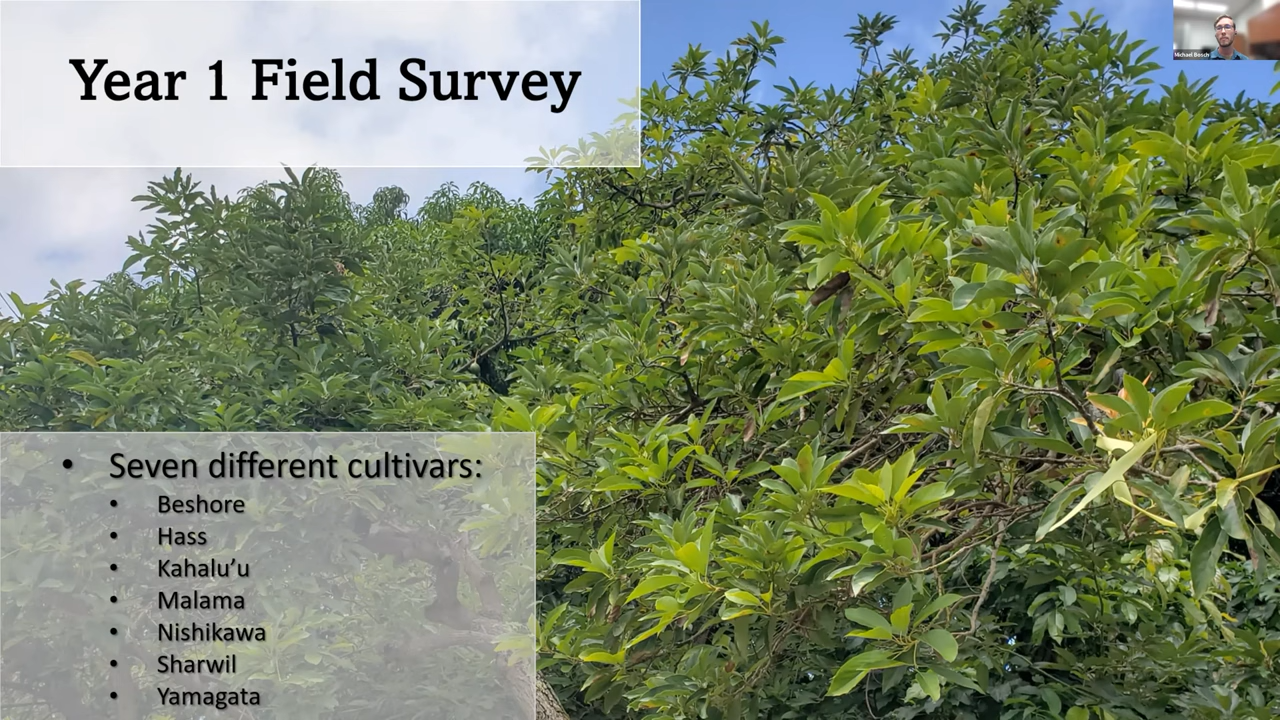 Year 1 Field Survey
Michael Bosch
• Seven different cultivars:
• Beshore
• Hass
• Kahalu’u
• Malama
• Nishikawa
• Sharwil
• Yamagata